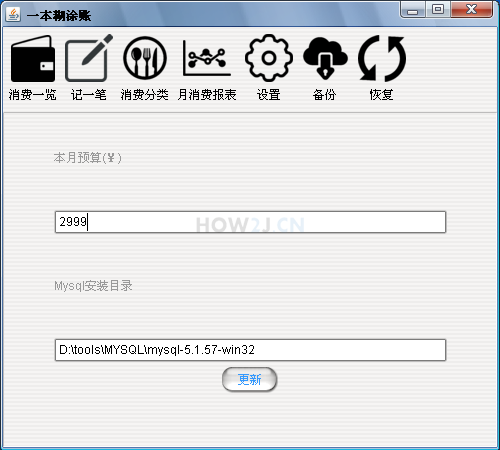 一本糊涂账
消费一览 记一笔 消费分类 月消费报表 设置 备份 恢复
本月预算(¥)
2999
HOW2J.CN
Mysql安装目录
D:\tools\MYSQL\mysql-5.1.57-win32
更新